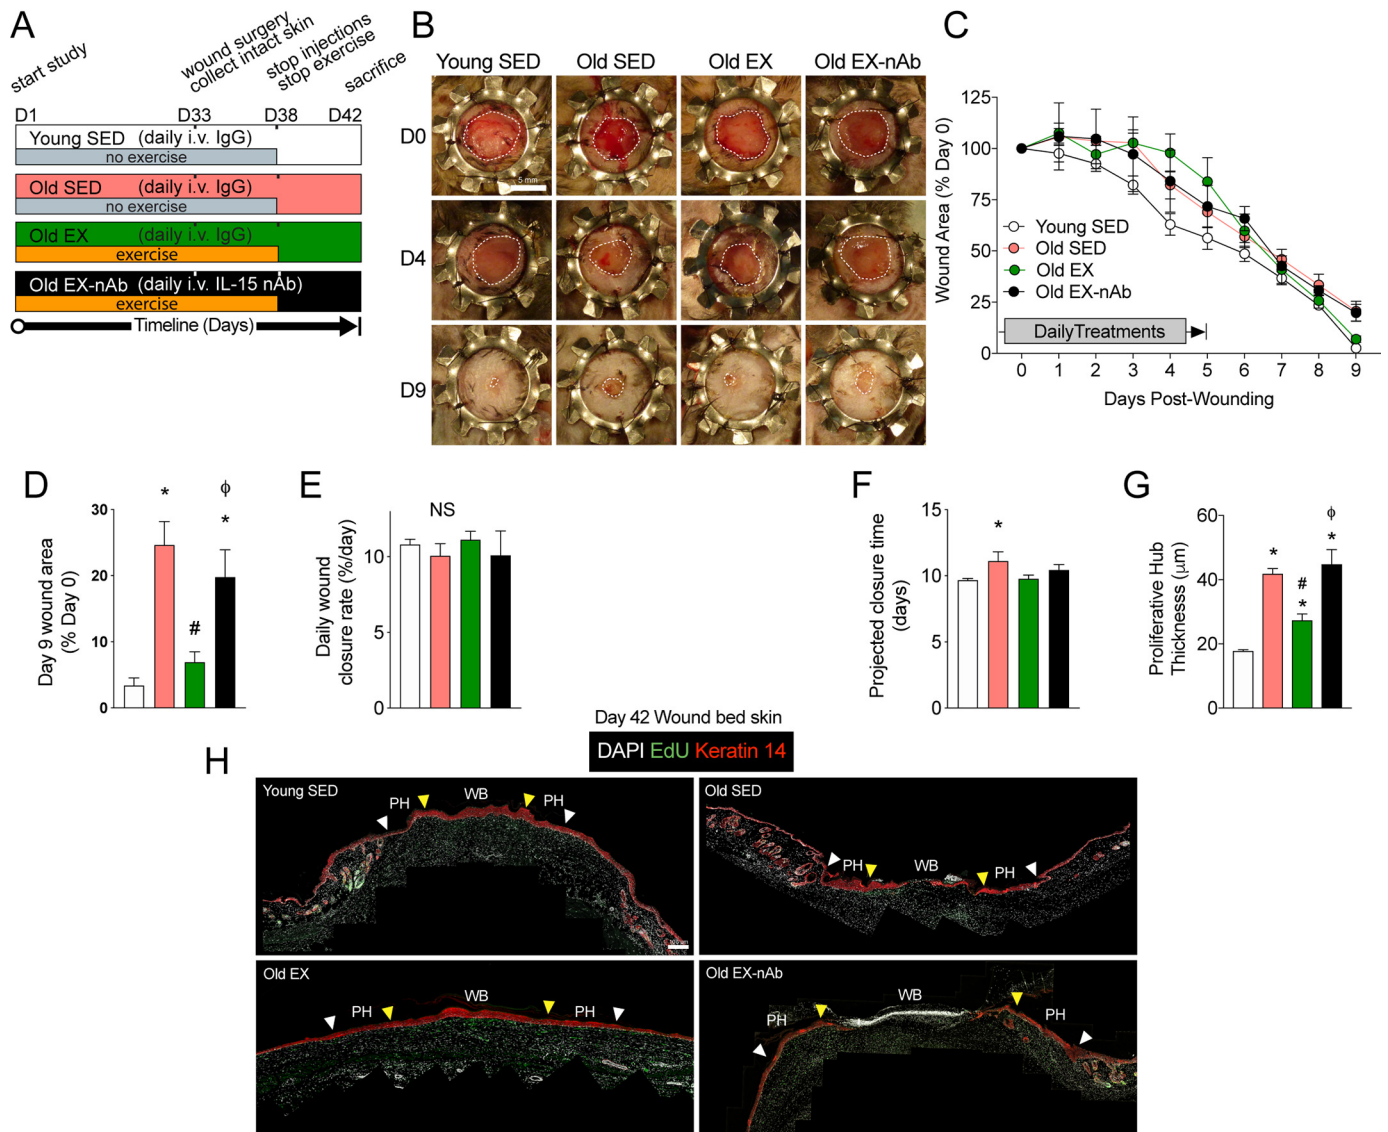 A
start study
wound surgery
collect intact skin
stop injections
stop exercise
sacrifice
D1 D33 D38 D42
Young SED (daily i.v. IgG)
no exercise
Old SED (daily i.v. IgG)
no exercise
Old EX (daily i.v. IgG)
exercise
Old EX-nAb (daily i.v. IL-15 nAb)
exercise
Timeline (Days)
B
Young SED Old SED Old EX Old EX-nAb
D0
5 mm
D4
D9
C
Wound Area (% Day 0)
125
100
75
50
25
0
Young SED
Old SED
Old EX
Old EX-nAb
DailyTreatments
0 1 2 3 4 5 6 7 8 9
Days Post-Wounding
D
Day 9 wound area
(% Day 0)
30
20
10
0
*
#
ϕ
*
E
Daily wound
closure rate (%/day)
10
5
0
NS
F
Projected closure time
(days)
15
10
5
0
*
G
Proliferative Hub
Thicknesss (μm)
60
40
20
0
*
#
*
ϕ
*
Day 42 Wound bed skin
DAPI EdU Keratin 14
H
Young SED
PH WB PH
Old SED
PH WB PH
Old EX
PH WB PH
Old EX-nAb
PH WB PH